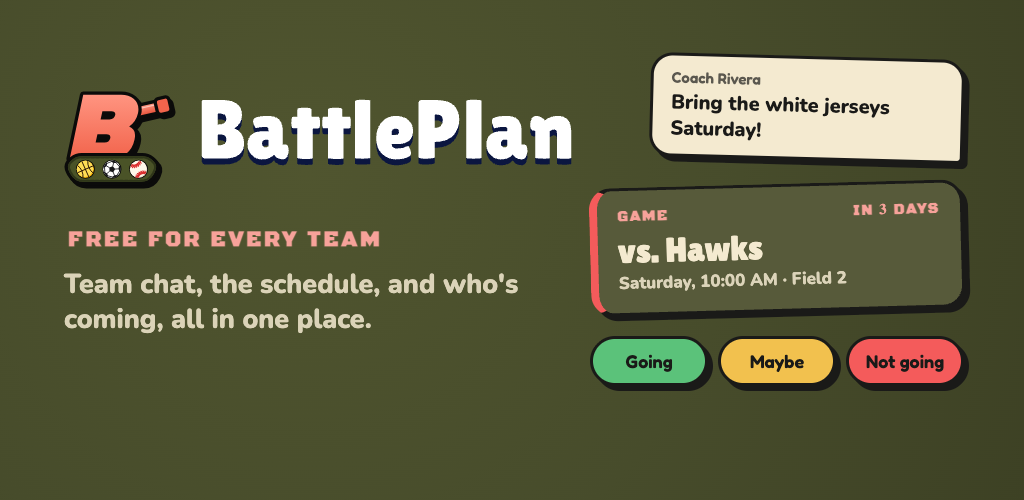 B
BattlePlan
FREE FOR EVERY TEAM
Team chat, the schedule, and who's
coming, all in one place.
Coach Rivera
Bring the white jerseys
Saturday!
GAME
IN 3 DAYS
vs. Hawks
Saturday, 10:00 AM · Field 2
Going
Maybe
Not going